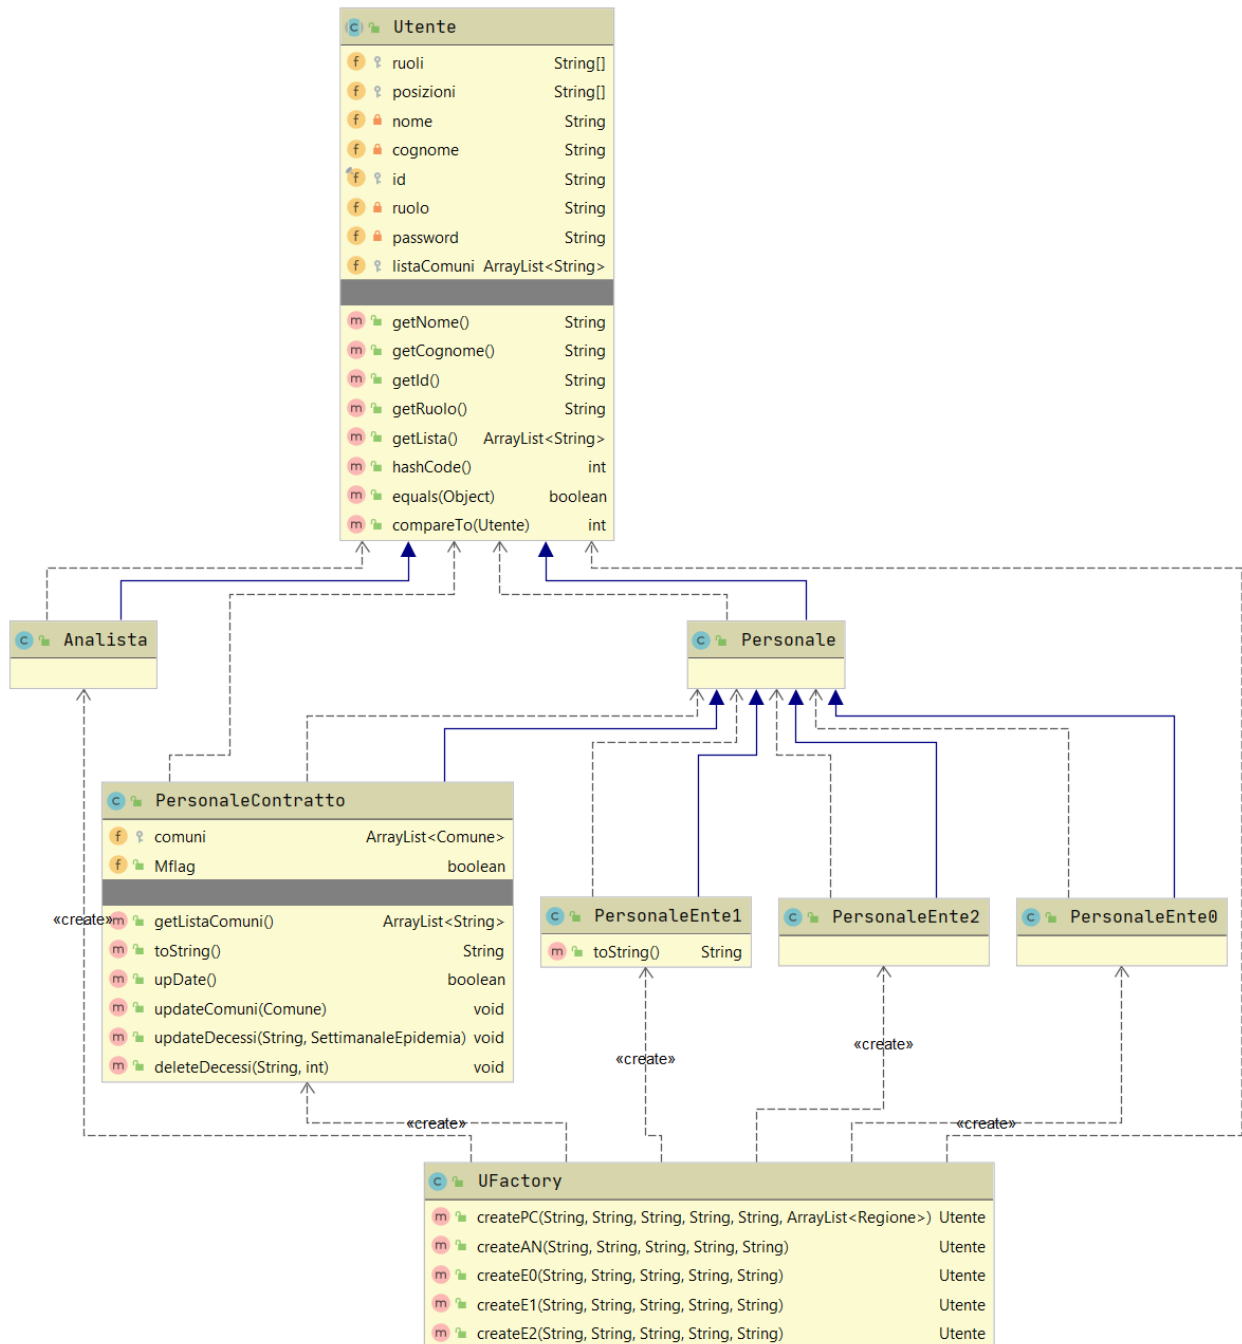 Utente
ruoli String[]
posizioni String[]
nome String
cognome String
id String
ruolo String
password String
listaComuni ArrayList<String>
getNome() String
getCognome() String
getId() String
getRuolo() String
getLista() ArrayList<String>
hashCode() int
equals(Object) boolean
compareTo(Utente) int
Analista
Personale
PersonaleContratto
comuni ArrayList<Comune>
Mflag boolean
getListaComuni() ArrayList<String>
toString() String
upDate() boolean
updateComuni(Comune) void
updateDecessi(String, SettimanaleEpidemia) void
deleteDecessi(String, int) void
«create»
PersonaleEnte1
toString() String
PersonaleEnte2
PersonaleEnte0
«create»
«create»
«create»
«create»
UFactory
createPC(String, String, String, String, String, ArrayList<Regione>) Utente
createAN(String, String, String, String, String) Utente
createE0(String, String, String, String, String) Utente
createE1(String, String, String, String, String) Utente
createE2(String, String, String, String, String) Utente